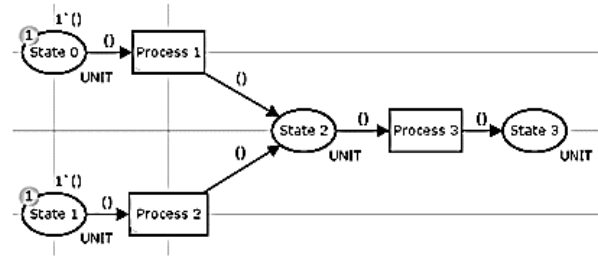 1`()
1
State 0
()
Process 1
UNIT
()
State 2
()
Process 3
()
State 3
UNIT
UNIT
()
1`()
1
State 1
()
Process 2
UNIT